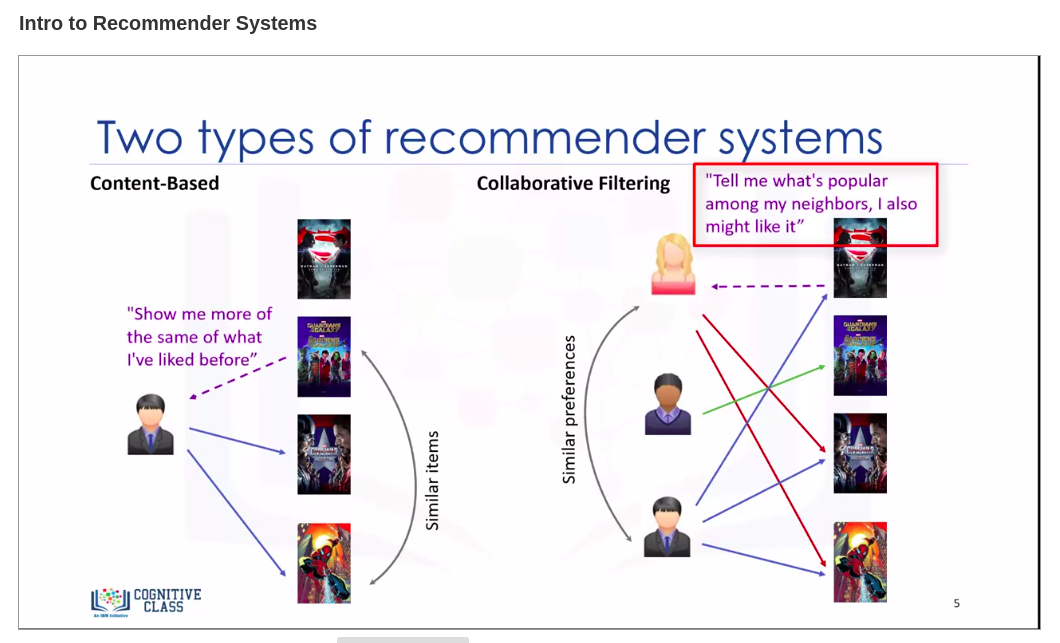 Intro to Recommender Systems
Two types of recommender systems
Content-Based
"Show me more of
the same of what
I've liked before”
Similar items
Collaborative Filtering
"Tell me what's popular
among my neighbors, I also
might like it”
Similar preferences
COGNITIVE
CLASS
An IBM Initiative
5